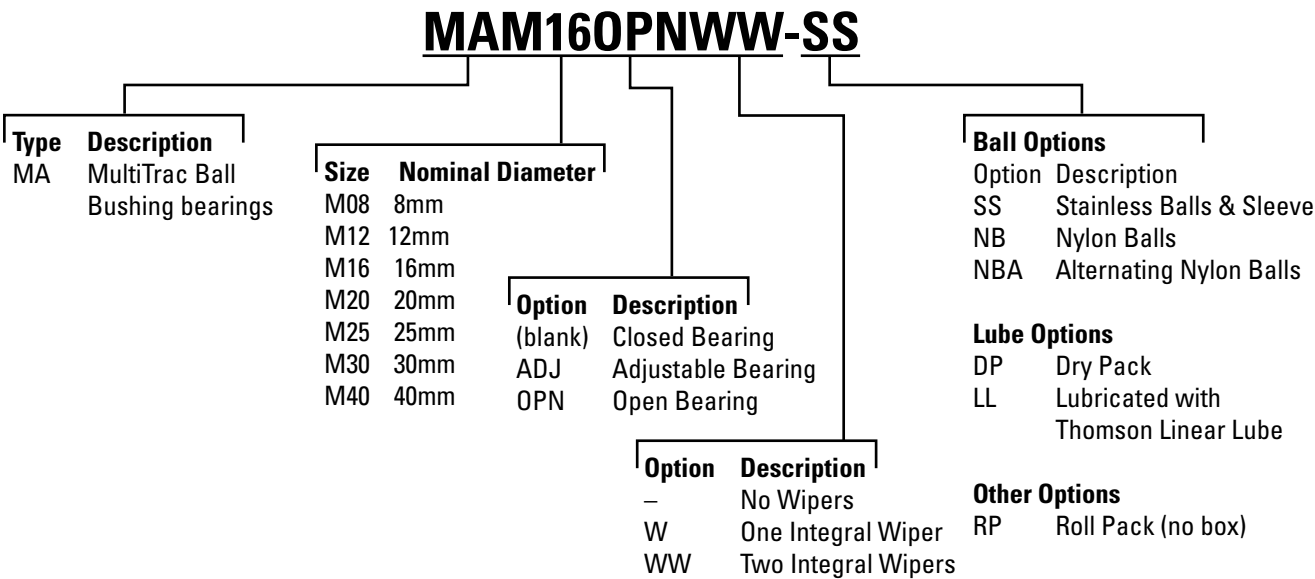 MAM16OPNWW-SS
Type Description
MA MultiTrac Ball
Bushing bearings
Size Nominal Diameter
M08 8mm
M12 12mm
M16 16mm
M20 20mm
M25 25mm
M30 30mm
M40 40mm
Option Description
(blank) Closed Bearing
ADJ Adjustable Bearing
OPN Open Bearing
Option Description
– No Wipers
W One Integral Wiper
WW Two Integral Wipers
Ball Options
Option Description
SS Stainless Balls & Sleeve
NB Nylon Balls
NBA Alternating Nylon Balls
Lube Options
DP Dry Pack
LL Lubricated with
Thomson Linear Lube
Other Options
RP Roll Pack (no box)